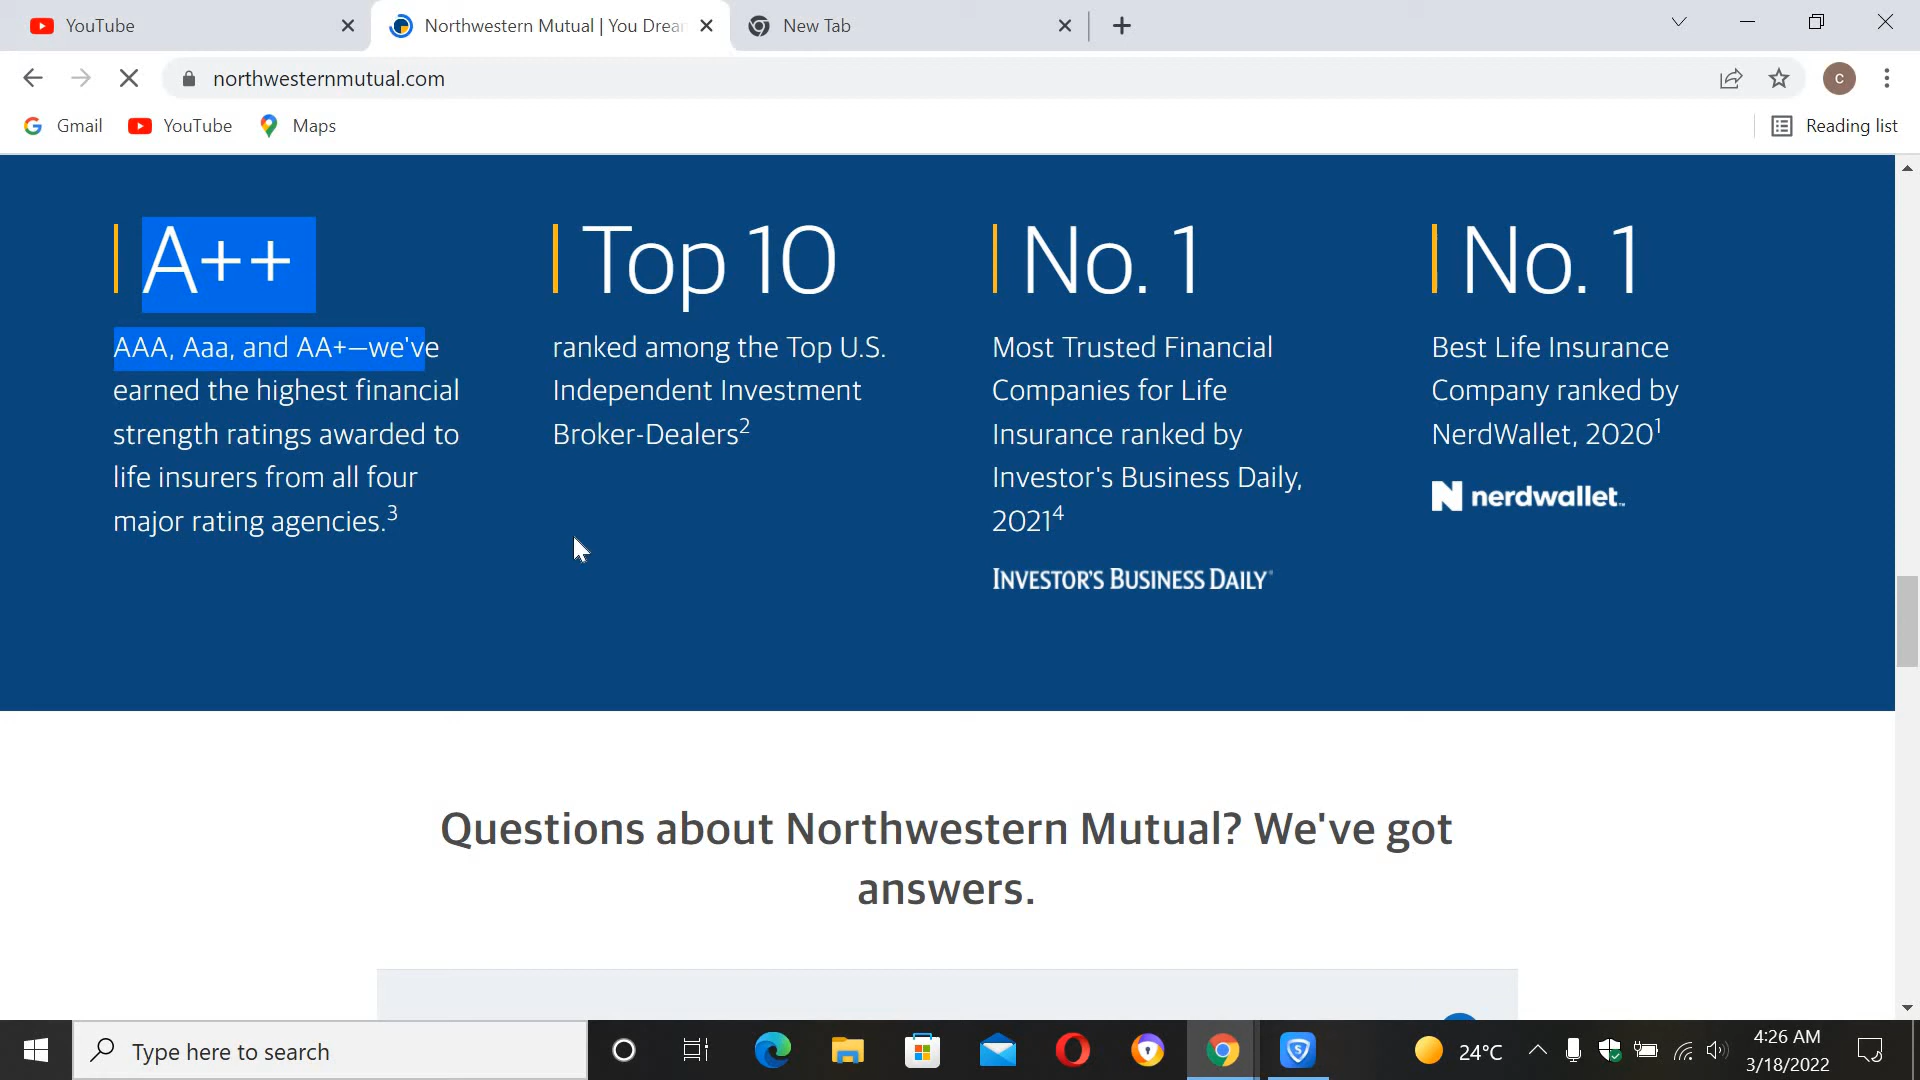 YouTube
Northwestern Mutual | You Drea
New Tab
northwesternmutual.com
c
Gmail
YouTube
Maps
Reading list
A++
AAA, Aaa, and AA+—we've
earned the highest financial
strength ratings awarded to
life insurers from all four
major rating agencies.3
Top 10
ranked among the Top U.S.
Independent Investment
Broker-Dealers2
No. 1
Most Trusted Financial
Companies for Life
Insurance ranked by
Investor's Business Daily,
20214
INVESTOR'S BUSINESS DAILY
No. 1
Best Life Insurance
Company ranked by
NerdWallet, 20201
N nerdwallet
Questions about Northwestern Mutual? We've got
answers.
Type here to search
24°C
4:26 AM
3/18/2022